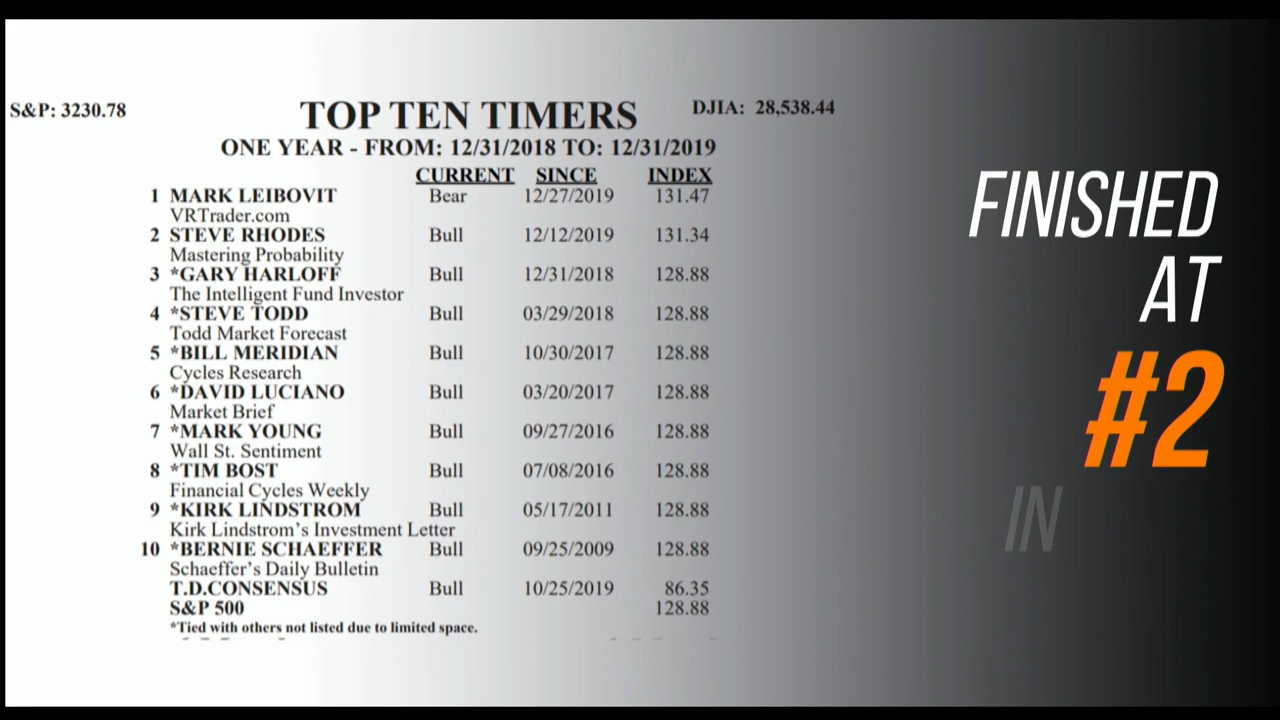 S&P: 3230.78
TOP TEN TIMERS
DJIA: 28,538.44
ONE YEAR - FROM: 12/31/2018 TO: 12/31/2019
CURRENT SINCE INDEX
1 MARK LEIBOVIT Bear 12/27/2019 131.47
VRTrader.com
2 STEVE RHODES Bull 12/12/2019 131.34
Mastering Probability
3 *GARY HARLOFF Bull 12/31/2018 128.88
The Intelligent Fund Investor
4 *STEVE TODD Bull 03/29/2018 128.88
Todd Market Forecast
5 *BILL MERIDIAN Bull 10/30/2017 128.88
Cycles Research
6 *DAVID LUCIANO Bull 03/20/2017 128.88
Market Brief
7 *MARK YOUNG Bull 09/27/2016 128.88
Wall St. Sentiment
8 *TIM BOST Bull 07/08/2016 128.88
Financial Cycles Weekly
9 *KIRK LINDSTROM Bull 05/17/2011 128.88
Kirk Lindstrom's Investment Letter
10 *BERNIE SCHAEFFER Bull 09/25/2009 128.88
Schaeffer's Daily Bulletin
T.D.CONSENSUS Bull 10/25/2019 86.35
S&P 500 128.88
*Tied with others not listed due to limited space.
FINISHED
AT
#2
IN